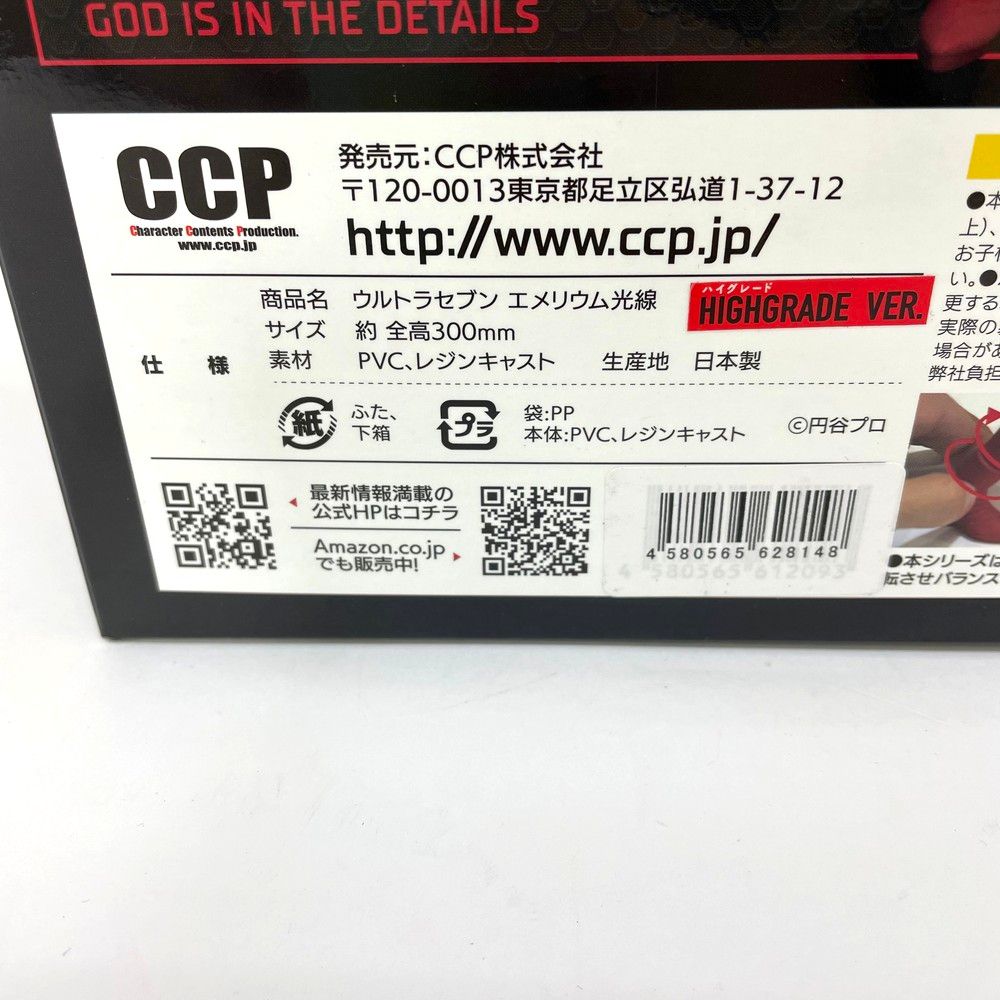 GOD IS IN THE DETAILS
CCP
Character Contents Production.
www.ccp.jp
発売元:CCP株式会社
〒120-0013東京都足立区弘道1-37-12
http://www.ccp.jp/
商品名 ウルトラセブン エメリウム光線
ハイグレード
HIGHGRADE VER.
サイズ 約 全高300mm
仕様
素材 PVC、レジンキャスト 生産地 日本製
紙
ふた、
下箱
プラ
袋:PP
本体:PVC、レジンキャスト
©円谷プロ
最新情報満載の
公式HPはコチラ
Amazon.co.jp
でも販売中!
4 580565 628148
4 580565 612093
●本
上)、
お子様
い。●
更する
実際の
場合があ
弊社負担
●本シリーズは
転させバランス